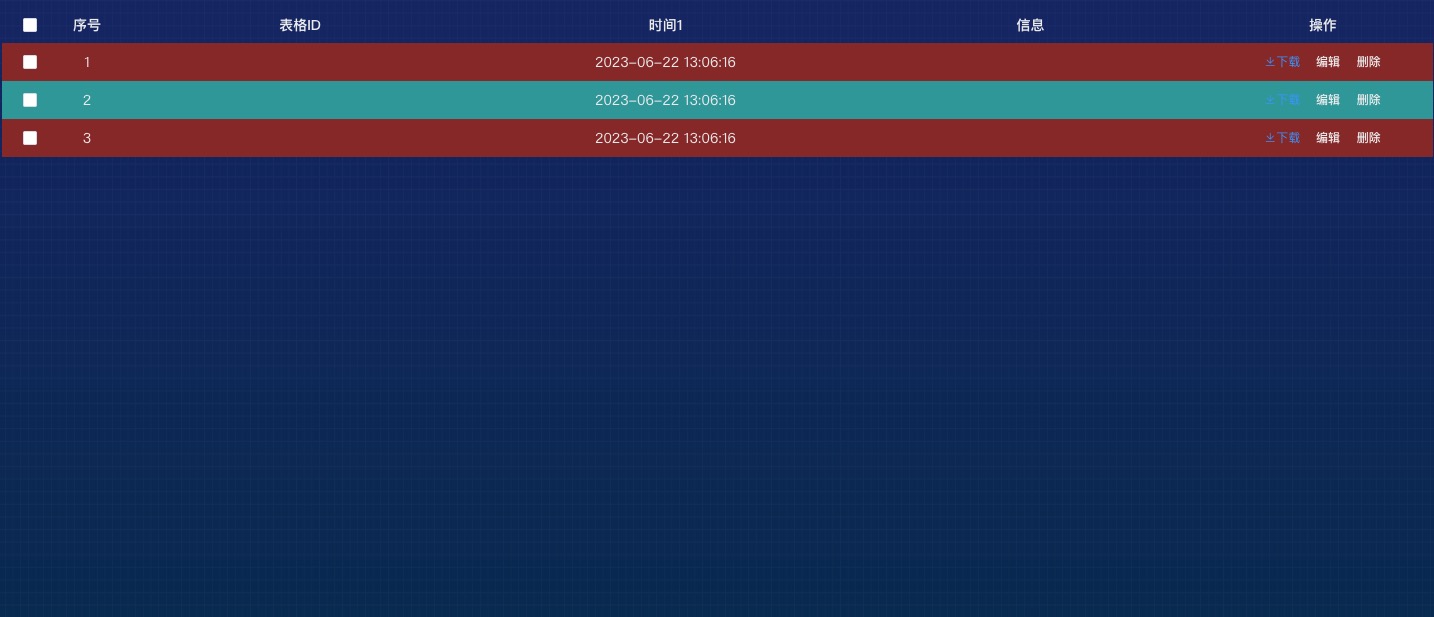 序号 表格ID 时间1 信息 操作
1 2023-06-22 13:06:16 下载 编辑 删除
2 2023-06-22 13:06:16 下载 编辑 删除
3 2023-06-22 13:06:16 下载 编辑 删除